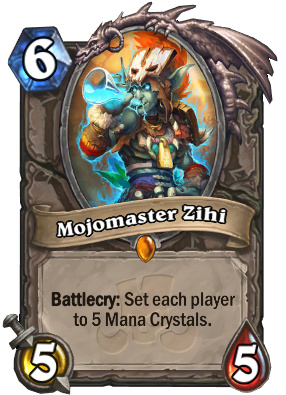 6
Mojomaster Zihi
Battlecry: Set each player
to 5 Mana Crystals.
5
5